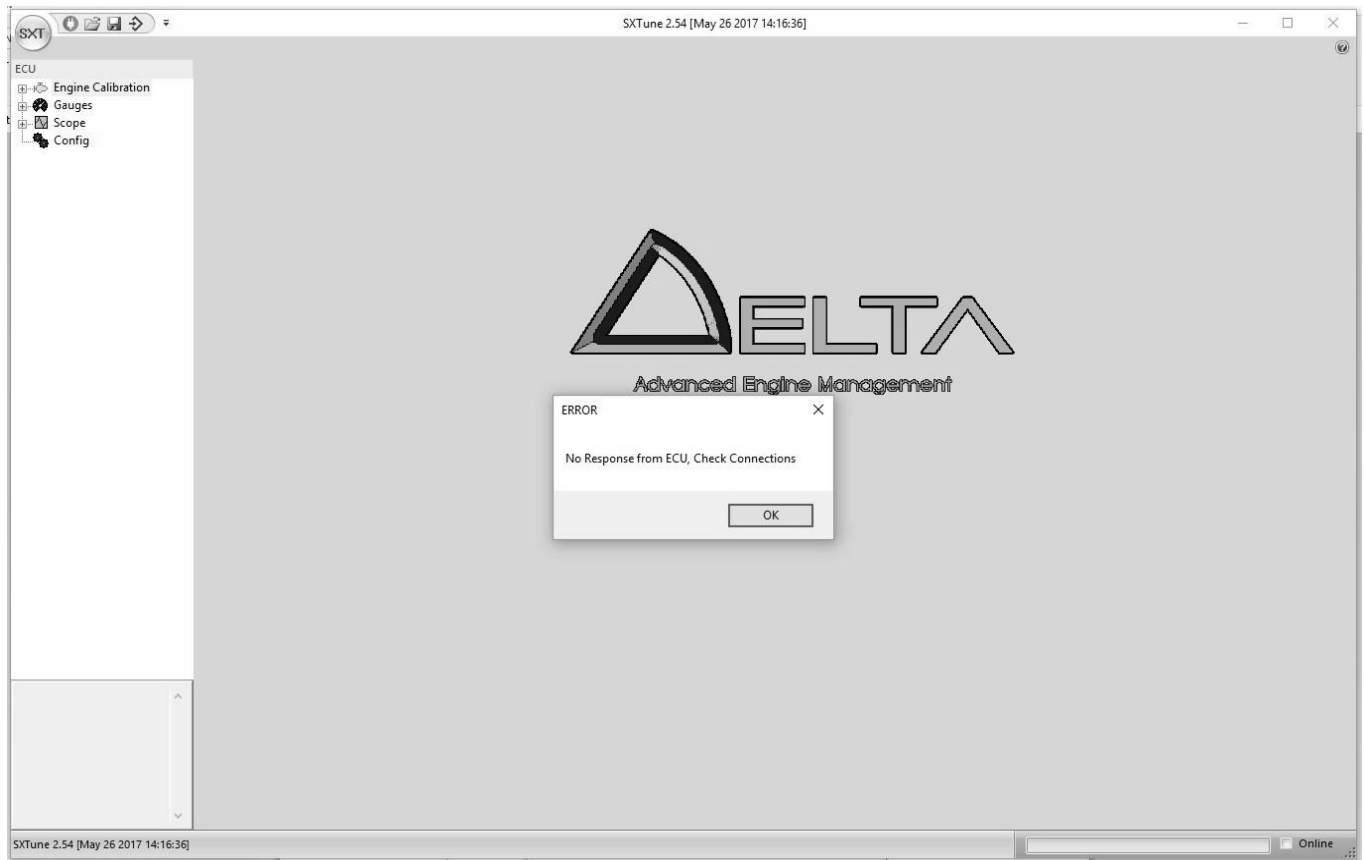 SXT
SXTune 2.54 [May 26 2017 14:16:36]
ECU
Engine Calibration
Gauges
Scope
Config
DELTA
Advanced Engine Management
ERROR
No Response from ECU, Check Connections
OK
SXTune 2.54 [May 26 2017 14:16:36]
Online